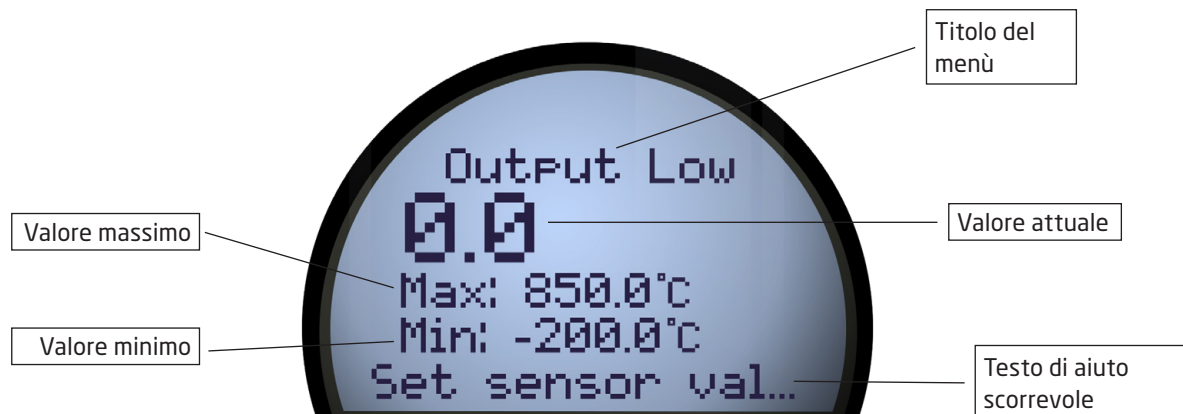 Titolo del
menù
Output Low
0.0
Valore massimo
Valore attuale
Max: 850.0°C
Valore minimo
Min: -200.0°C
Set sensor val...
Testo di aiuto
scorrevole